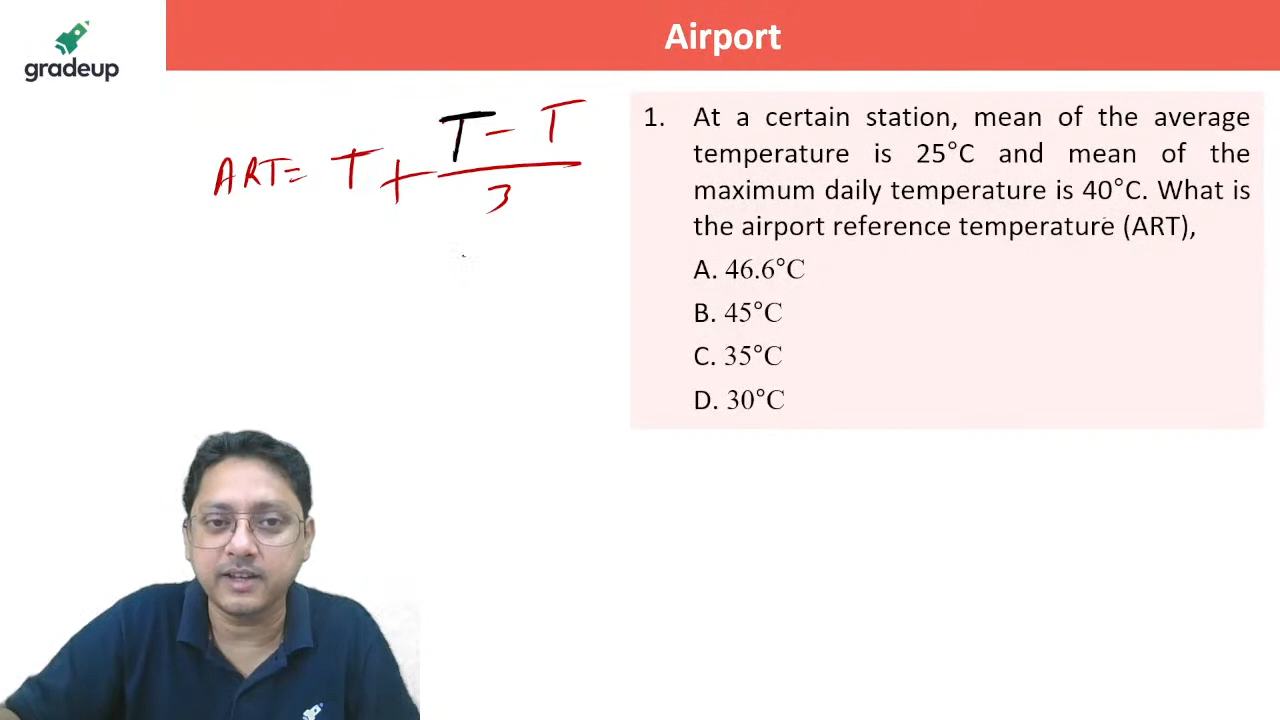 gradeup
Airport
ART= T + T - T
3
1. At a certain station, mean of the average
temperature is 25°C and mean of the
maximum daily temperature is 40°C. What is
the airport reference temperature (ART),
A. 46.6°C
B. 45°C
C. 35°C
D. 30°C